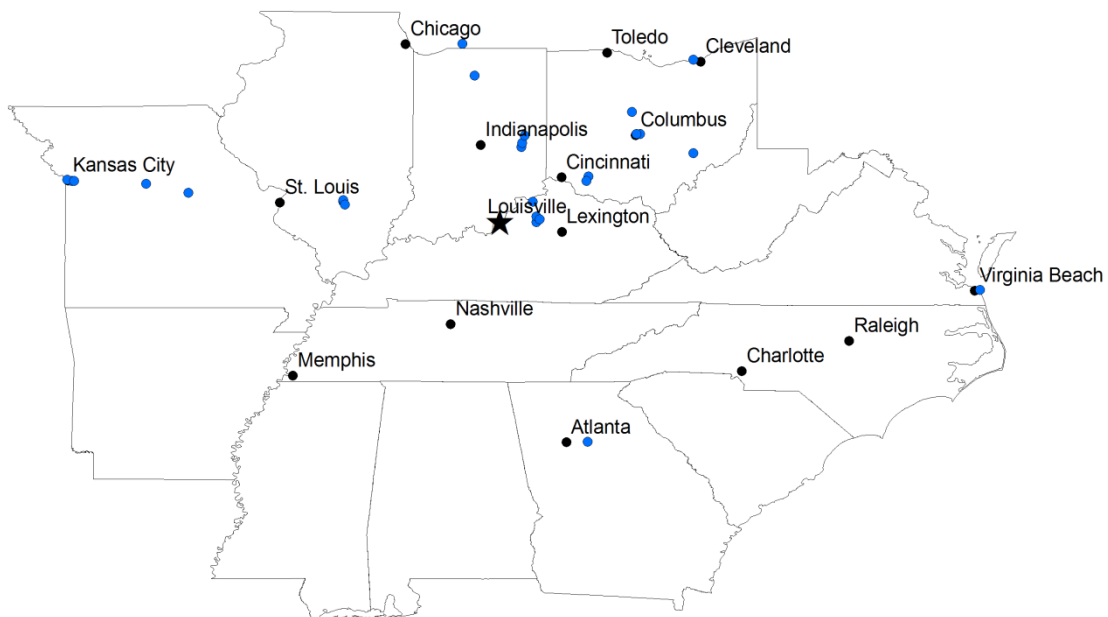 Chicago
Toledo
Cleveland
Indianapolis
Columbus
Kansas City
Cincinnati
St. Louis
Louisville
Lexington
Virginia Beach
Nashville
Raleigh
Memphis
Charlotte
Atlanta